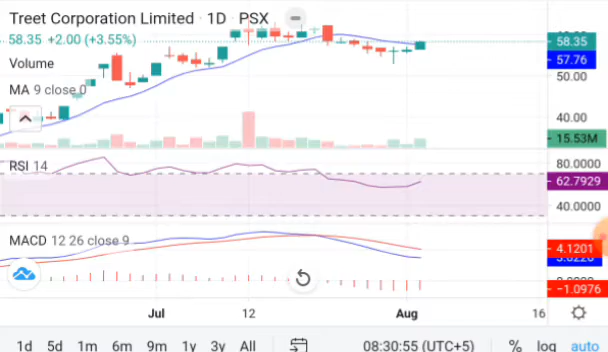 Treet Corporation Limited · 1D · PSX
58.35 +2.00 (+3.55%)
58.35
57.76
Volume
50.00
MA 9 close 0
40.00
15.53M
RSI 14
80.0000
62.7929
40.0000
MACD 12 26 close 9
4.1201
−1.0976
Jul 12 Aug 16
1d 5d 1m 6m 9m 1y 3y All 08:30:55 (UTC+5) % log auto